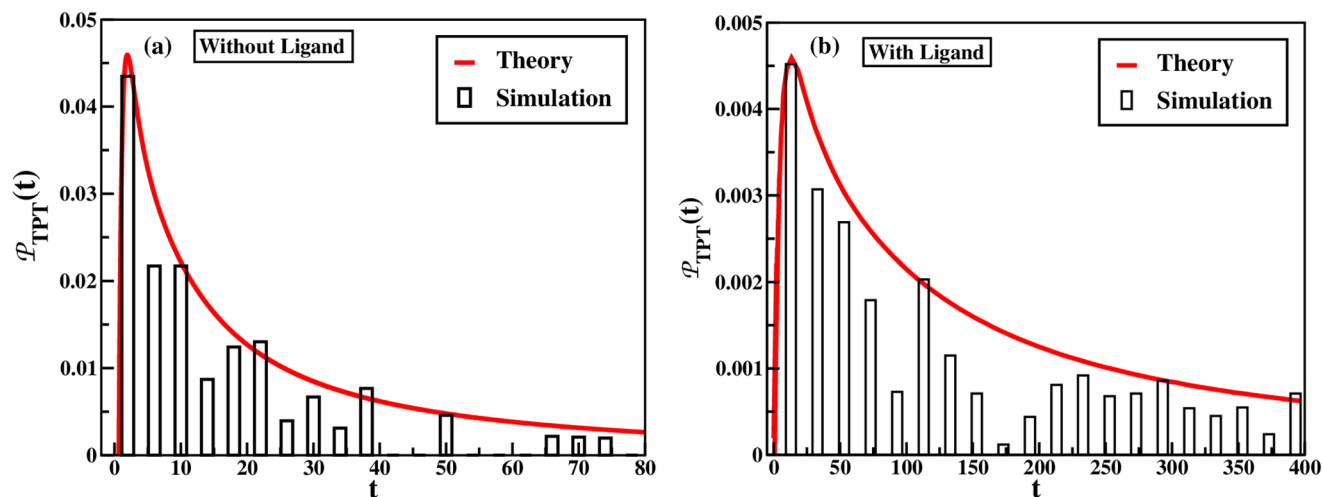 (a)
Without Ligand
Theory
Simulation
0.05
0.04
0.03
0.02
0.01
0
𝒫TPT(t)
0 10 20 30 40 50 60 70 80
t
(b)
With Ligand
Theory
Simulation
0.005
0.004
0.003
0.002
0.001
0
𝒫TPT(t)
0 50 100 150 200 250 300 350 400
t